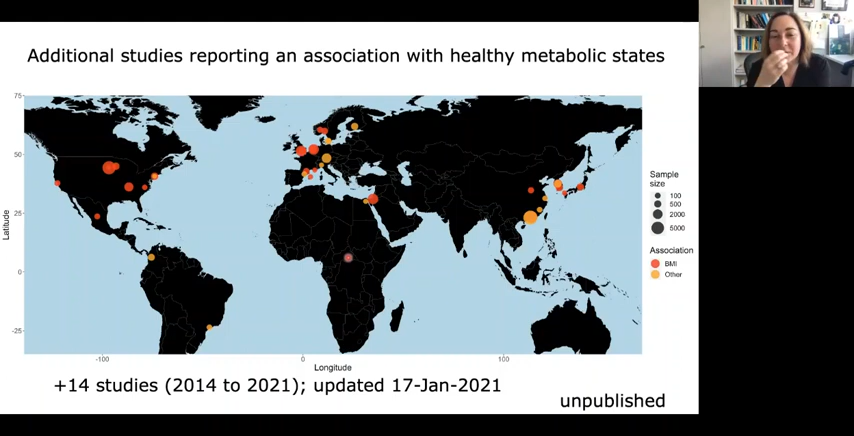 Additional studies reporting an association with healthy metabolic states
75
50
25
0
-25
Latitude
-100
0
100
Longitude
Sample
size
100
500
2000
5000
Association
BMI
Other
+14 studies (2014 to 2021); updated 17-Jan-2021
unpublished